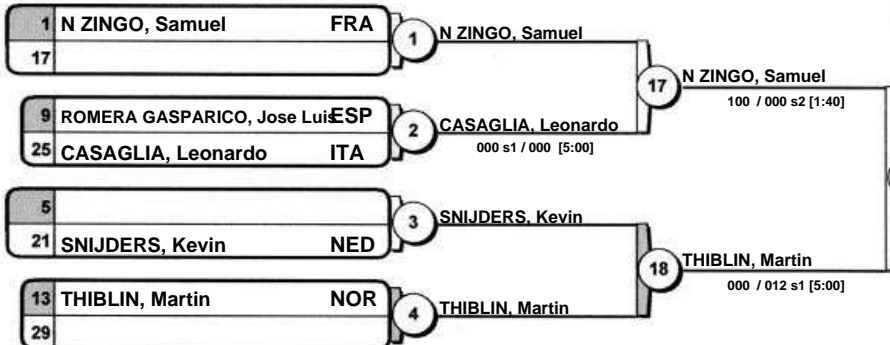 1 N ZINGO, Samuel FRA
17
1 N ZINGO, Samuel
9 ROMERA GASPARICO, Jose Luis ESP
25 CASAGLIA, Leonardo ITA
2 CASAGLIA, Leonardo
000 s1 / 000 [5:00]
17 N ZINGO, Samuel
100 / 000 s2 [1:40]
5
21 SNIJDERS, Kevin NED
3 SNIJDERS, Kevin
13 THIBLIN, Martin NOR
29
4 THIBLIN, Martin
18 THIBLIN, Martin
000 / 012 s1 [5:00]